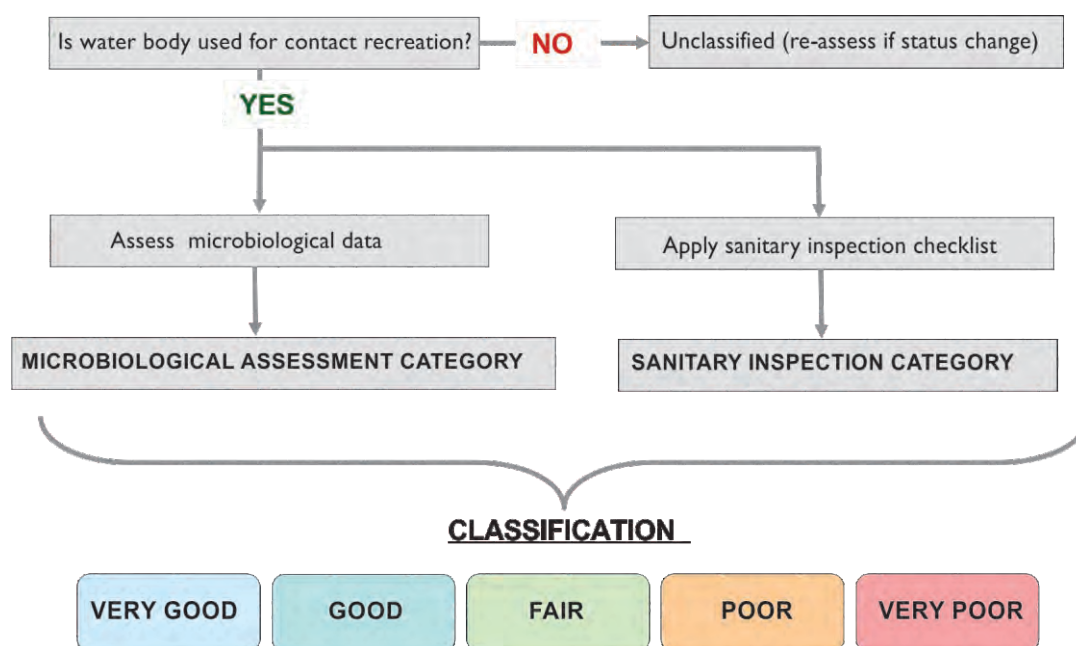 Is water body used for contact recreation?
NO
Unclassified (re-assess if status change)
YES
Assess microbiological data
Apply sanitary inspection checklist
MICROBIOLOGICAL ASSESSMENT CATEGORY
SANITARY INSPECTION CATEGORY
CLASSIFICATION
VERY GOOD
GOOD
FAIR
POOR
VERY POOR